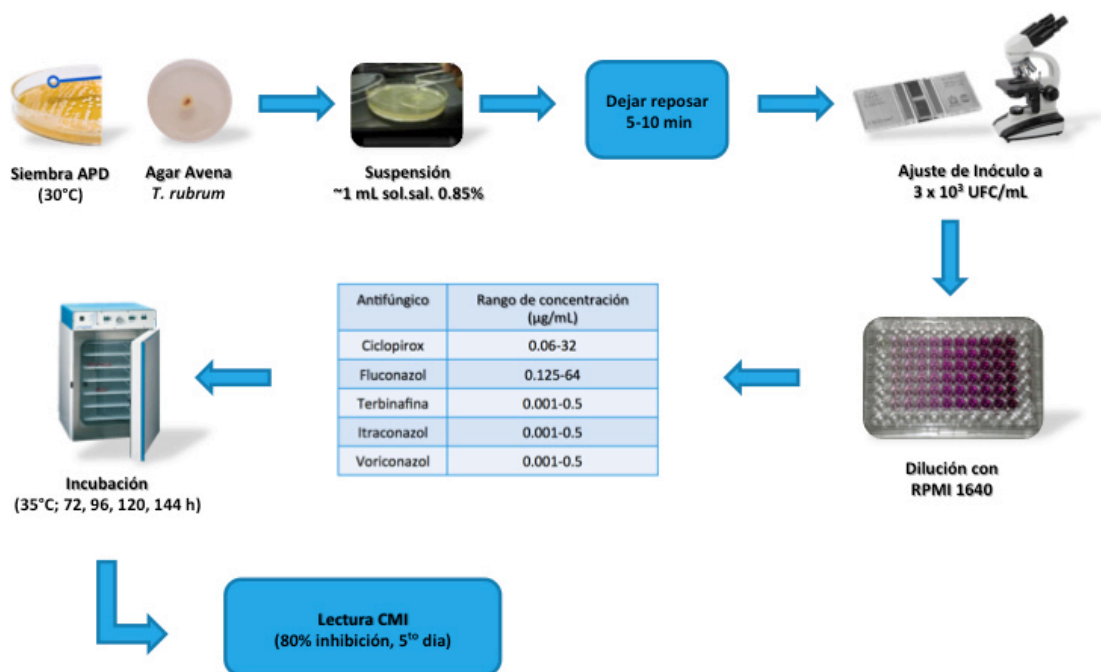 Siembra APD
(30°C)
Agar Avena
T. rubrum
Suspensión
~1 mL sol.sal. 0.85%
Dejar reposar
5-10 min
Ajuste de Inóculo a
3 x 10³ UFC/mL
Dilución con
RPMI 1640
Antifúngico Rango de concentración
(µg/mL)
Ciclopirox 0.06-32
Fluconazol 0.125-64
Terbinafina 0.001-0.5
Itraconazol 0.001-0.5
Voriconazol 0.001-0.5
Incubación
(35°C; 72, 96, 120, 144 h)
Lectura CMI
(80% inhibición, 5ᵗᵒ dia)